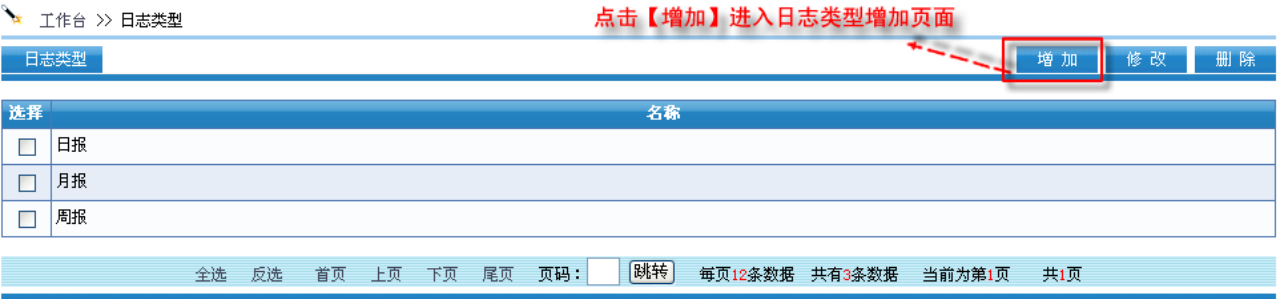 工作台 >> 日志类型
点击【增加】进入日志类型增加页面
日志类型 增 加 修 改 删 除
选择 名称
日报
月报
周报
全选 反选 首页 上页 下页 尾页 页码： 跳转 每页12条数据 共有3条数据 当前为第1页 共1页